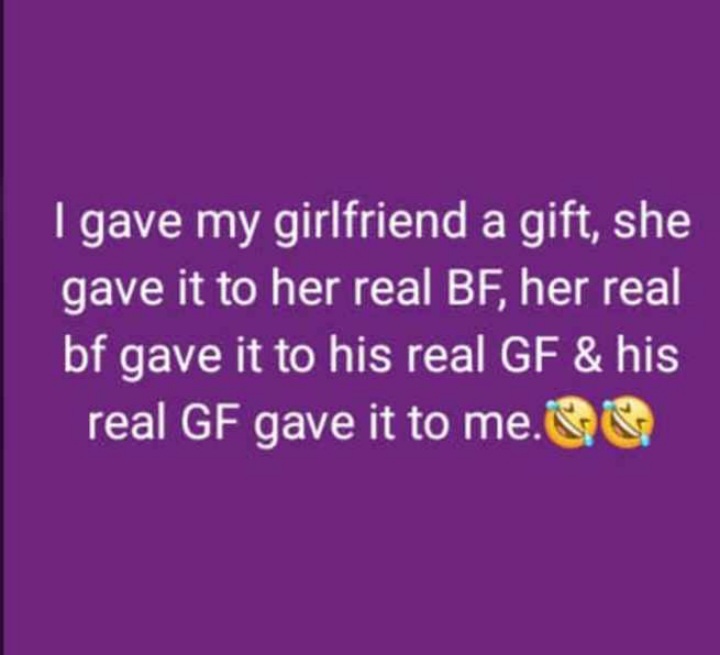 I gave my girlfriend a gift, she
gave it to her real BF, her real
bf gave it to his real GF & his
real GF gave it to me.🤣🤣